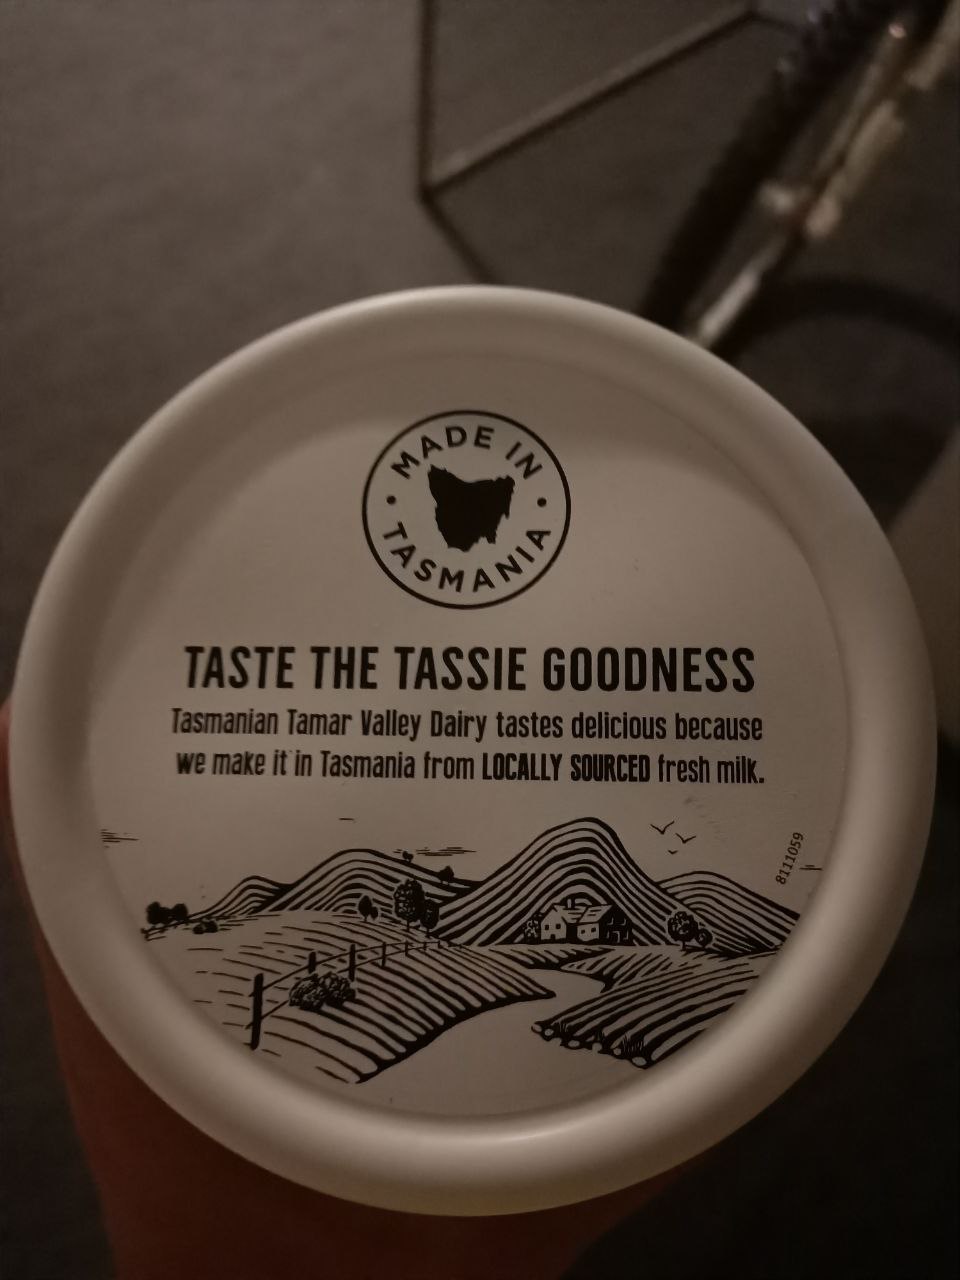 MADE IN
TASMANIA
TASTE THE TASSIE GOODNESS
Tasmanian Tamar Valley Dairy tastes delicious because
we make it in Tasmania from LOCALLY SOURCED fresh milk.
8111059